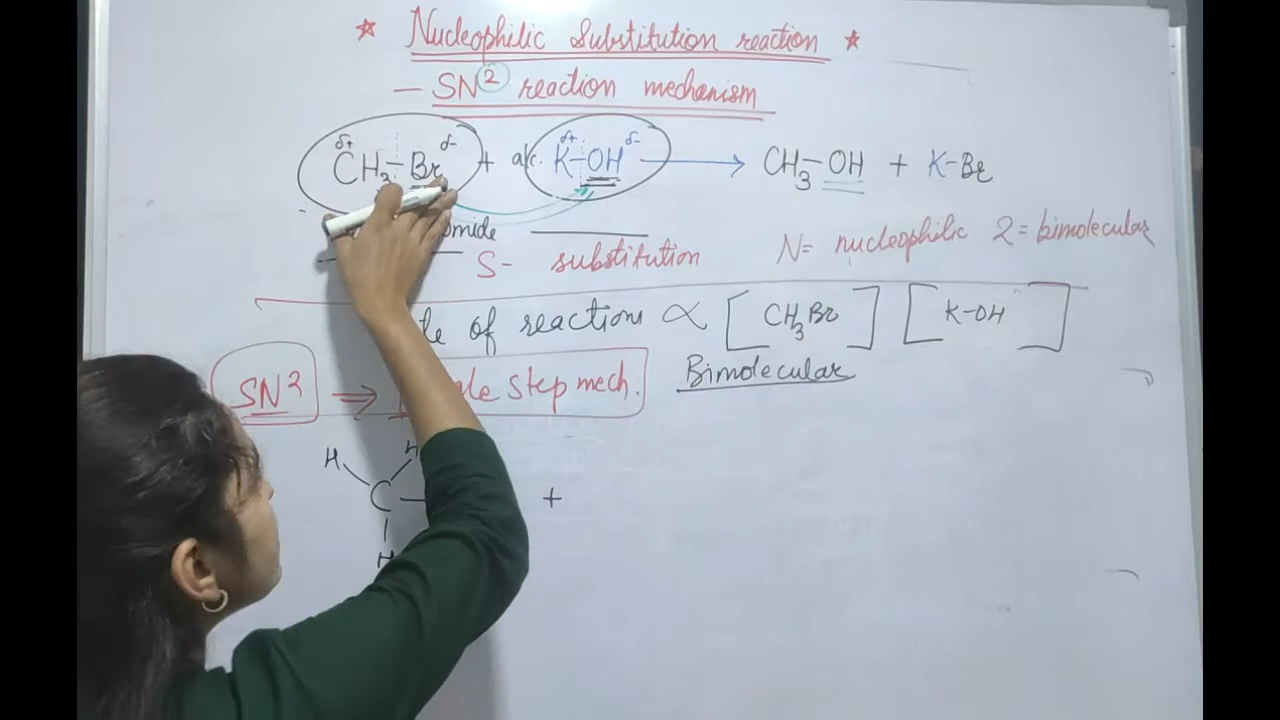 ★ Nucleophilic Substitution reaction ★
— SN② reaction mechanism
δ+ δ- δ+ δ-
CH₃—Br + alc. K—OH → CH₃—OH + K—Br
S- substitution N= nucleophilic 2= bimolecular
of reactions ∝ [CH₃Br] [K-OH]
SN² ⇒ Step mech. Bimolecular
H H
C— +
H